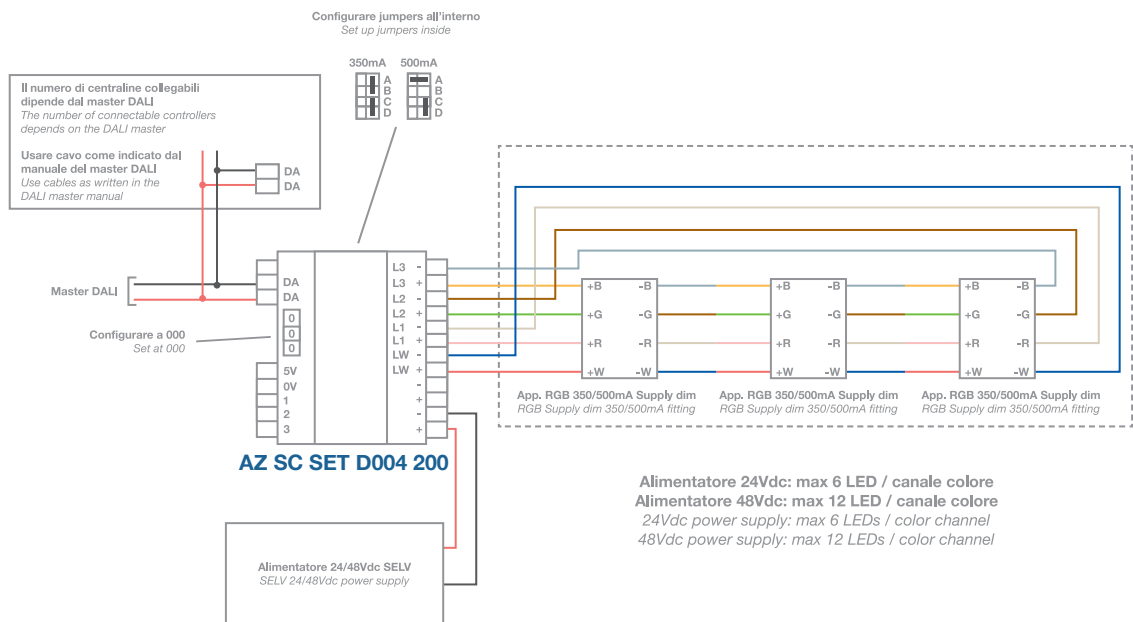 Configurare jumpers all'interno
Set up jumpers inside
350mA 500mA
A A
B B
C C
D D
Il numero di centraline collegabili
dipende dal master DALI
The number of connectable controllers
depends on the DALI master
Usare cavo come indicato dal
manuale del master DALI
Use cables as written in the
DALI master manual
DA
DA
Master DALI
DA
DA
Configurare a 000
Set at 000
0
0
0
5V
0V
1
2
3
L3 -
L3 +
L2 -
L2 +
L1 -
L1 +
LW -
LW +
-
+
-
+
AZ SC SET D004 200
+B -B +B -B +B -B
+G -G +G -G +G -G
+R -R +R -R +R -R
+W -W +W -W +W -W
App. RGB 350/500mA Supply dim App. RGB 350/500mA Supply dim App. RGB 350/500mA Supply dim
RGB Supply dim 350/500mA fitting RGB Supply dim 350/500mA fitting RGB Supply dim 350/500mA fitting
Alimentatore 24Vdc: max 6 LED / canale colore
Alimentatore 48Vdc: max 12 LED / canale colore
24Vdc power supply: max 6 LEDs / color channel
48Vdc power supply: max 12 LEDs / color channel
Alimentatore 24/48Vdc SELV
SELV 24/48Vdc power supply